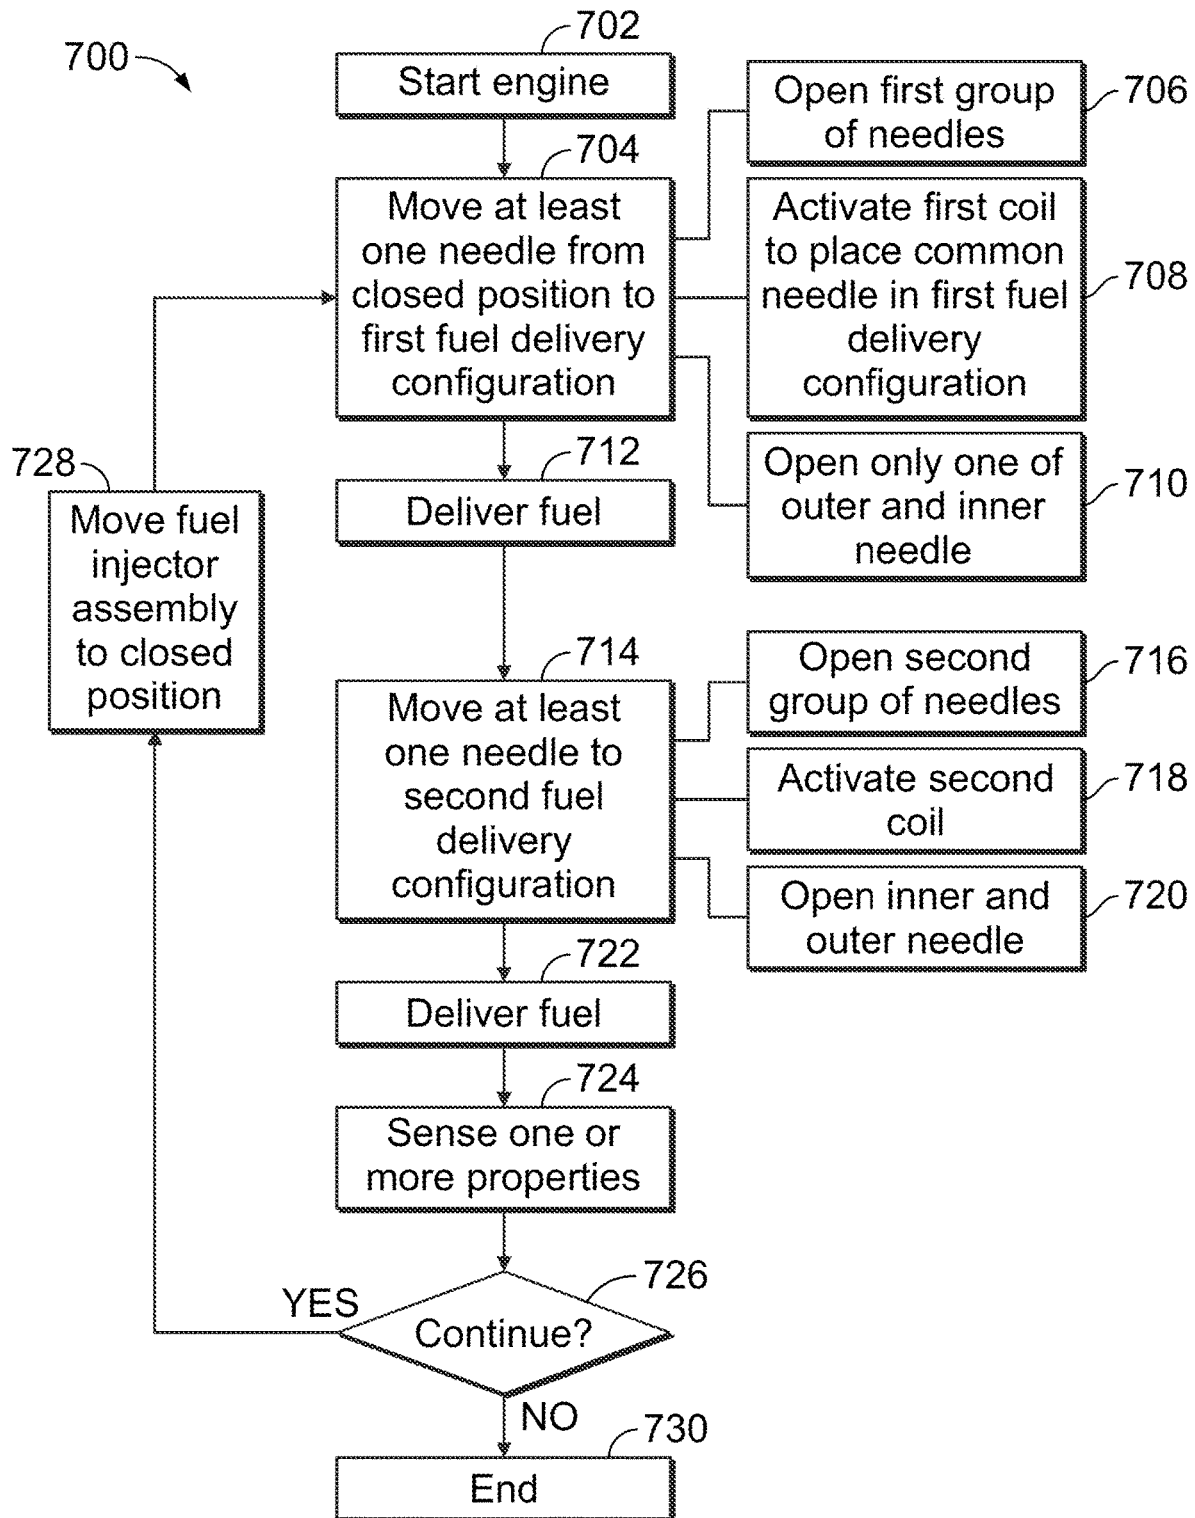 700
702
Start engine
704
Move at least
one needle from
closed position to
first fuel delivery
configuration
Open first group
of needles
706
Activate first coil
to place common
needle in first fuel
delivery
configuration
708
Open only one of
outer and inner
needle
710
712
Deliver fuel
728
Move fuel
injector
assembly
to closed
position
714
Move at least
one needle to
second fuel
delivery
configuration
Open second
group of needles
716
Activate second
coil
718
Open inner and
outer needle
720
722
Deliver fuel
724
Sense one or
more properties
726
Continue?
YES
NO
730
End